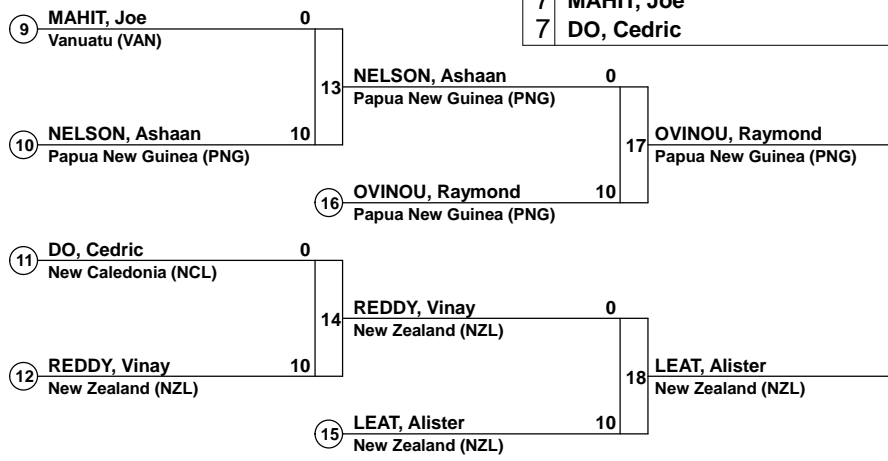 7 MAHIT, Joe
7 DO, Cedric
9 MAHIT, Joe 0
Vanuatu (VAN)
13 NELSON, Ashaan 0
Papua New Guinea (PNG)
10 NELSON, Ashaan 10
Papua New Guinea (PNG)
17 OVINOU, Raymond
Papua New Guinea (PNG)
16 OVINOU, Raymond 10
Papua New Guinea (PNG)
11 DO, Cedric 0
New Caledonia (NCL)
14 REDDY, Vinay 0
New Zealand (NZL)
12 REDDY, Vinay 10
New Zealand (NZL)
18 LEAT, Alister
New Zealand (NZL)
15 LEAT, Alister 10
New Zealand (NZL)